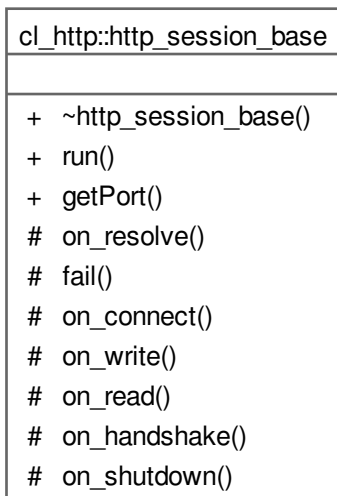 cl_http::http_session_base
+ ~http_session_base()
+ run()
+ getPort()
# on_resolve()
# fail()
# on_connect()
# on_write()
# on_read()
# on_handshake()
# on_shutdown()